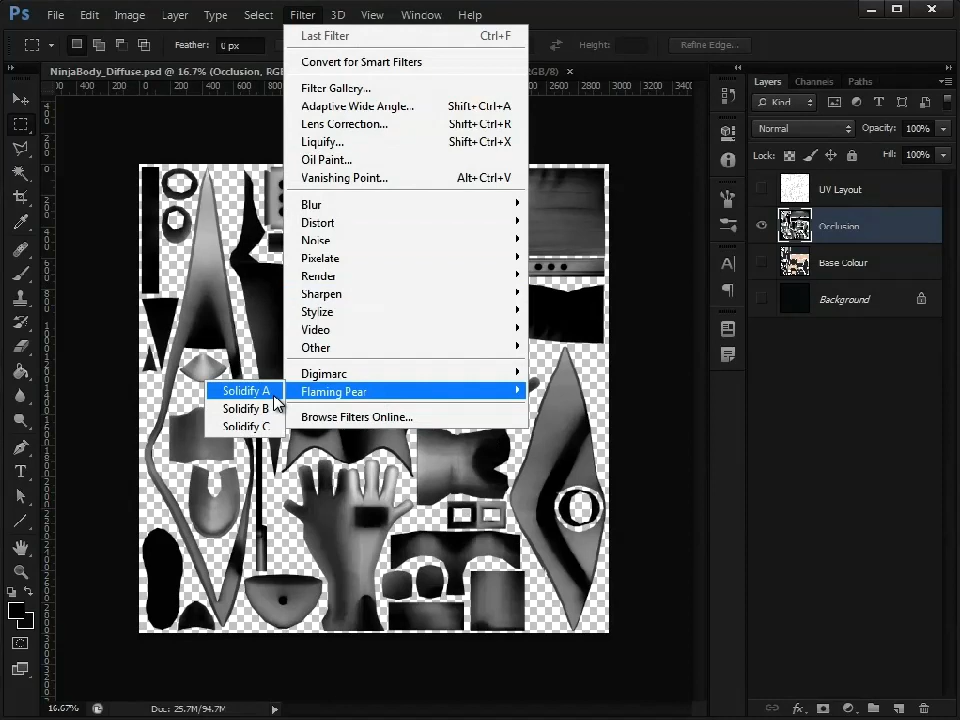 Ps File Edit Image Layer Type Select Filter 3D View Window Help
Feather: 0 px Height: Refine Edge...
NinjaBody_Diffuse.psd @ 16.7% (Occlusion, RGB /8) ×
Last Filter Ctrl+F
Convert for Smart Filters
Filter Gallery...
Adaptive Wide Angle... Shift+Ctrl+A
Lens Correction... Shift+Ctrl+R
Liquify... Shift+Ctrl+X
Oil Paint...
Vanishing Point... Alt+Ctrl+V
Blur
Distort
Noise
Pixelate
Render
Sharpen
Stylize
Video
Other
Digimarc
Flaming Pear
Browse Filters Online...
Solidify A
Solidify B
Solidify C
Layers Channels Paths
Kind
Normal Opacity: 100%
Lock: Fill: 100%
UV Layout
Occlusion
Base Colour
Background
16.67% Doc: 25.7M/94.7M